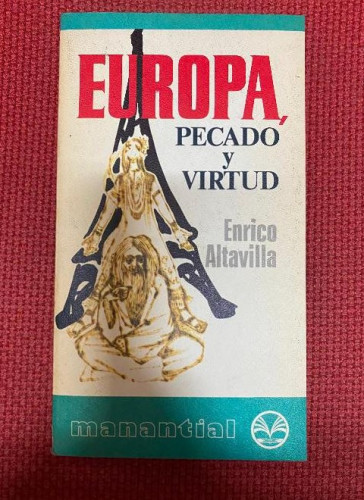 EUROPA,
PECADO
y
VIRTUD
Enrico
Altavilla
manantial